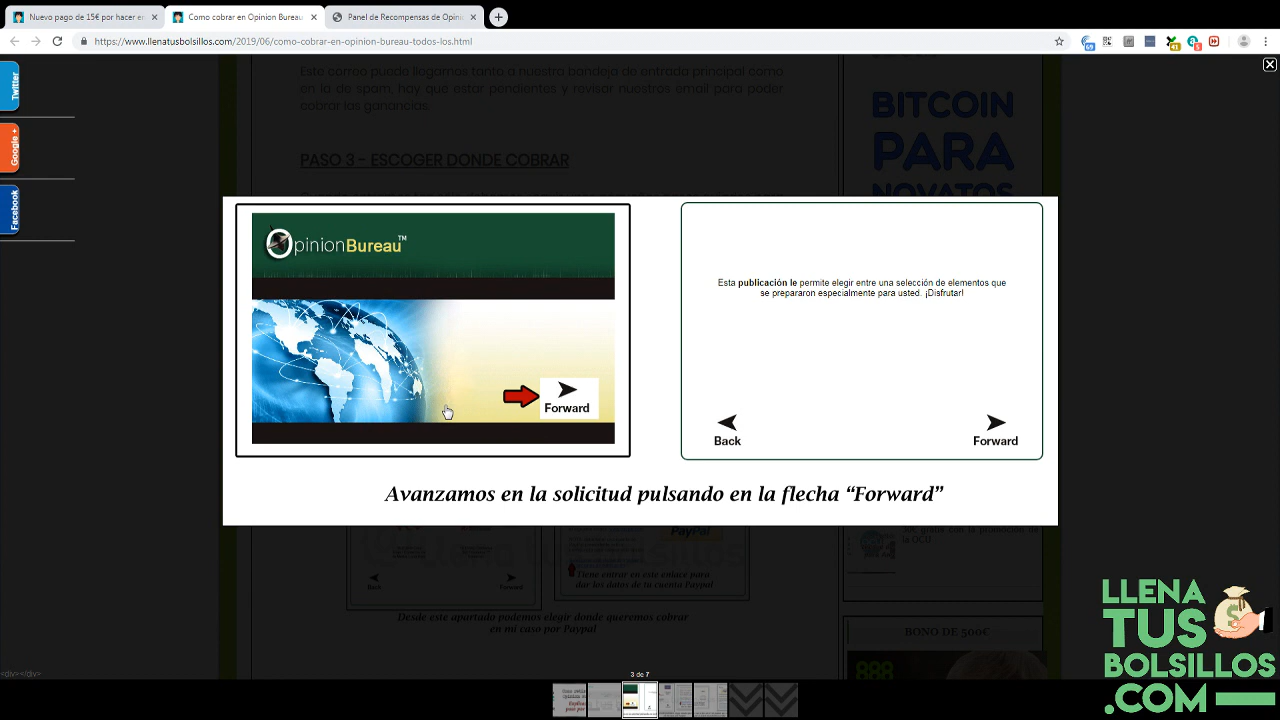 Nuevo pago de 15€ por hacer en
Como cobrar en Opinion Bureau
Panel de Recompensas de Opin
https://www.llenatusbolsillos.com/2019/06/como-cobrar-en-opinion-bureau-todos-los.html
Twitter
Google +
Facebook
Este correo puede llegarnos tanto a nuestra bandeja de entrada principal como
en la de spam, hay que estar pendientes y revisar nuestros email para poder
cobrar las ganancias.
PASO 3 - ESCOGER DONDE COBRAR
BITCOIN
PARA
NOVATOS
OpinionBureau™
Forward
Esta publicación le permite elegir entre una selección de elementos que
se prepararon especialmente para usted. ¡Disfrutar!
Back
Forward
Avanzamos en la solicitud pulsando en la flecha “Forward”
PayPal
Tiene entrar en este enlace para
dar los datos de tu cuenta Paypal
Back
Forward
Desde este apartado podemos elegir donde queremos cobrar
en mi caso por Paypal
la OCU
BONO DE 500€
888
<div></div>
3 de 7
LLENA
TUS
BOLSILLOS
.COM